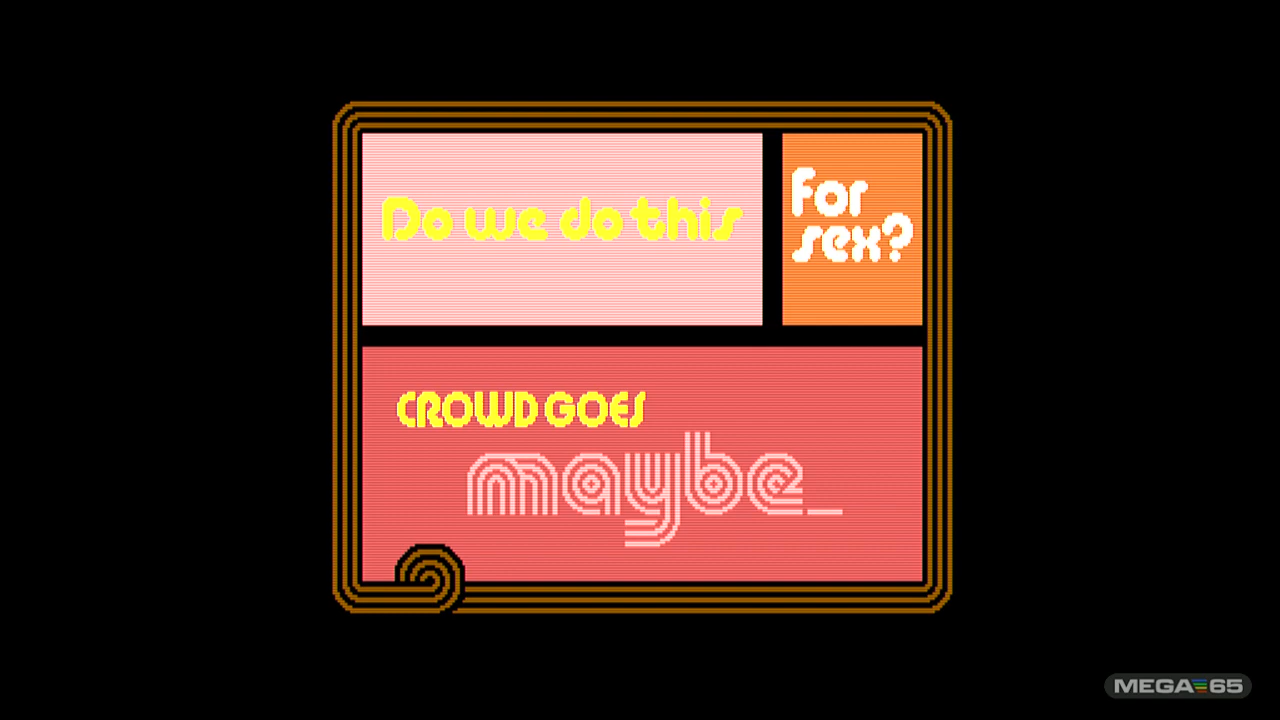 Do we do this
For
sex?
CROWD GOES
maybe_
MEGA65